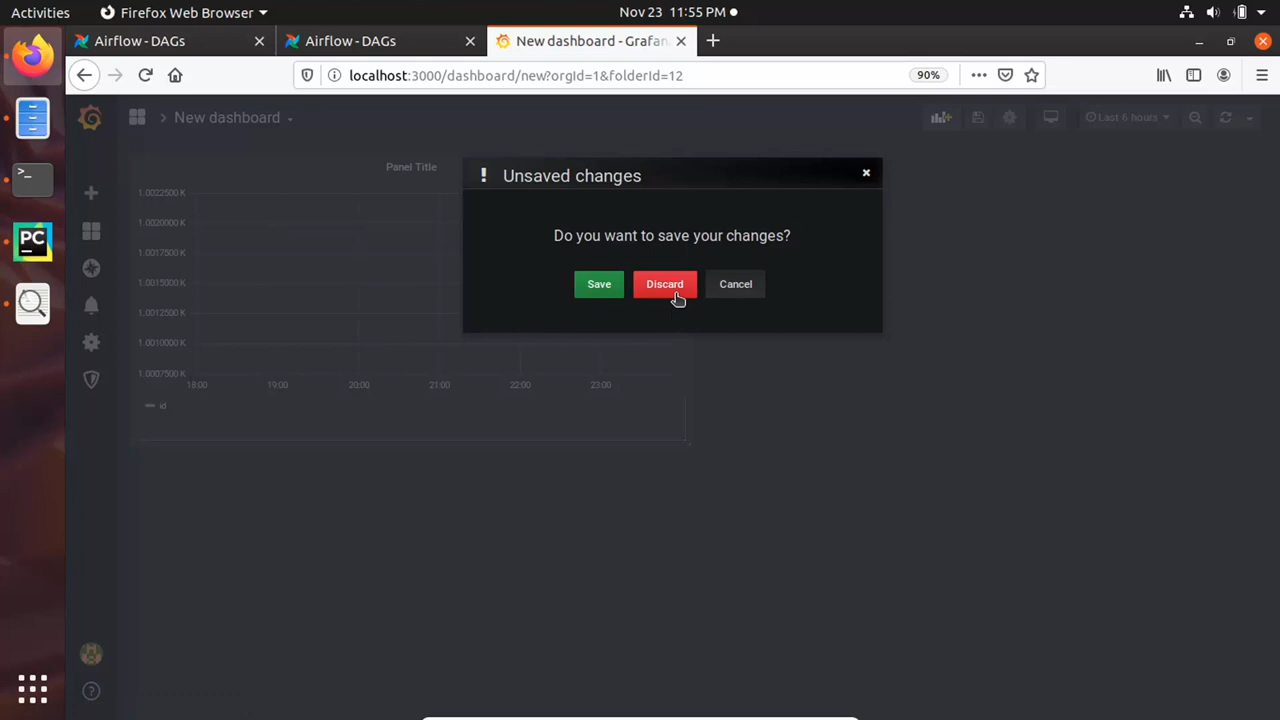 Activities
Firefox Web Browser
Nov 23 11:55 PM
Airflow - DAGs
Airflow - DAGs
New dashboard - Grafan
localhost:3000/dashboard/new?orgId=1&folderId=12
90%
New dashboard
Last 6 hours
Panel Title
Unsaved changes
Do you want to save your changes?
Save
Discard
Cancel
1.0022500 K
1.0020000 K
1.0017500 K
1.0015000 K
1.0012500 K
1.0010000 K
1.0007500 K
18:00
19:00
20:00
21:00
22:00
23:00
id
PC